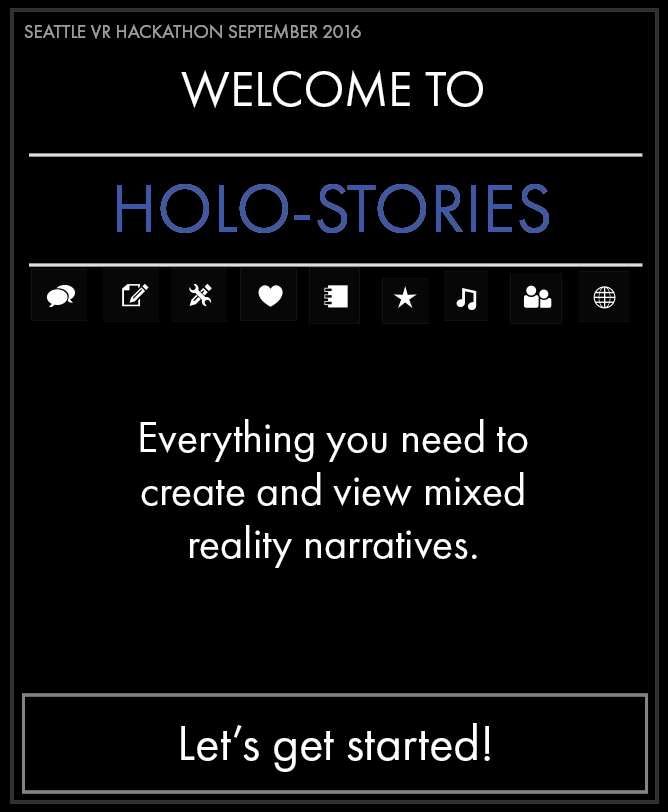 SEATTLE VR HACKATHON SEPTEMBER 2016
WELCOME TO
HOLO-STORIES
Everything you need to
create and view mixed
reality narratives.
Let’s get started!